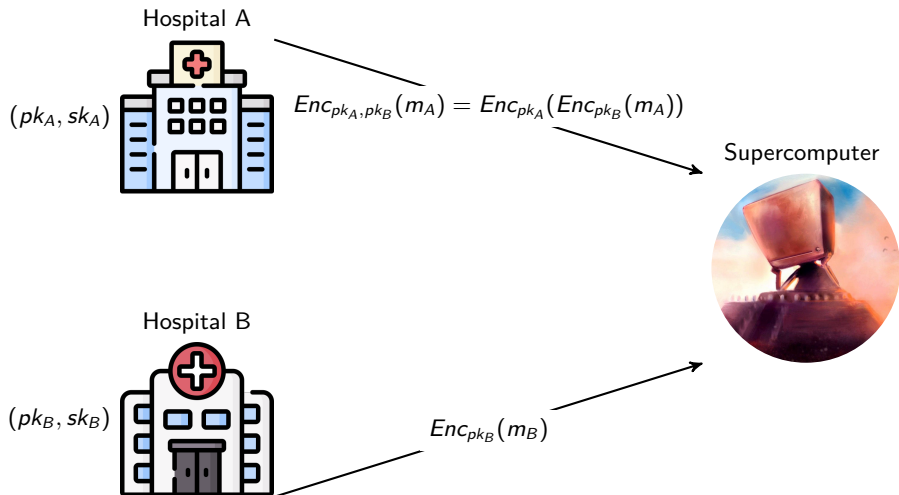 Hospital A
(pk_A, sk_A)
Enc_{pk_A,pk_B}(m_A) = Enc_{pk_A}(Enc_{pk_B}(m_A))
Supercomputer
Hospital B
(pk_B, sk_B)
Enc_{pk_B}(m_B)